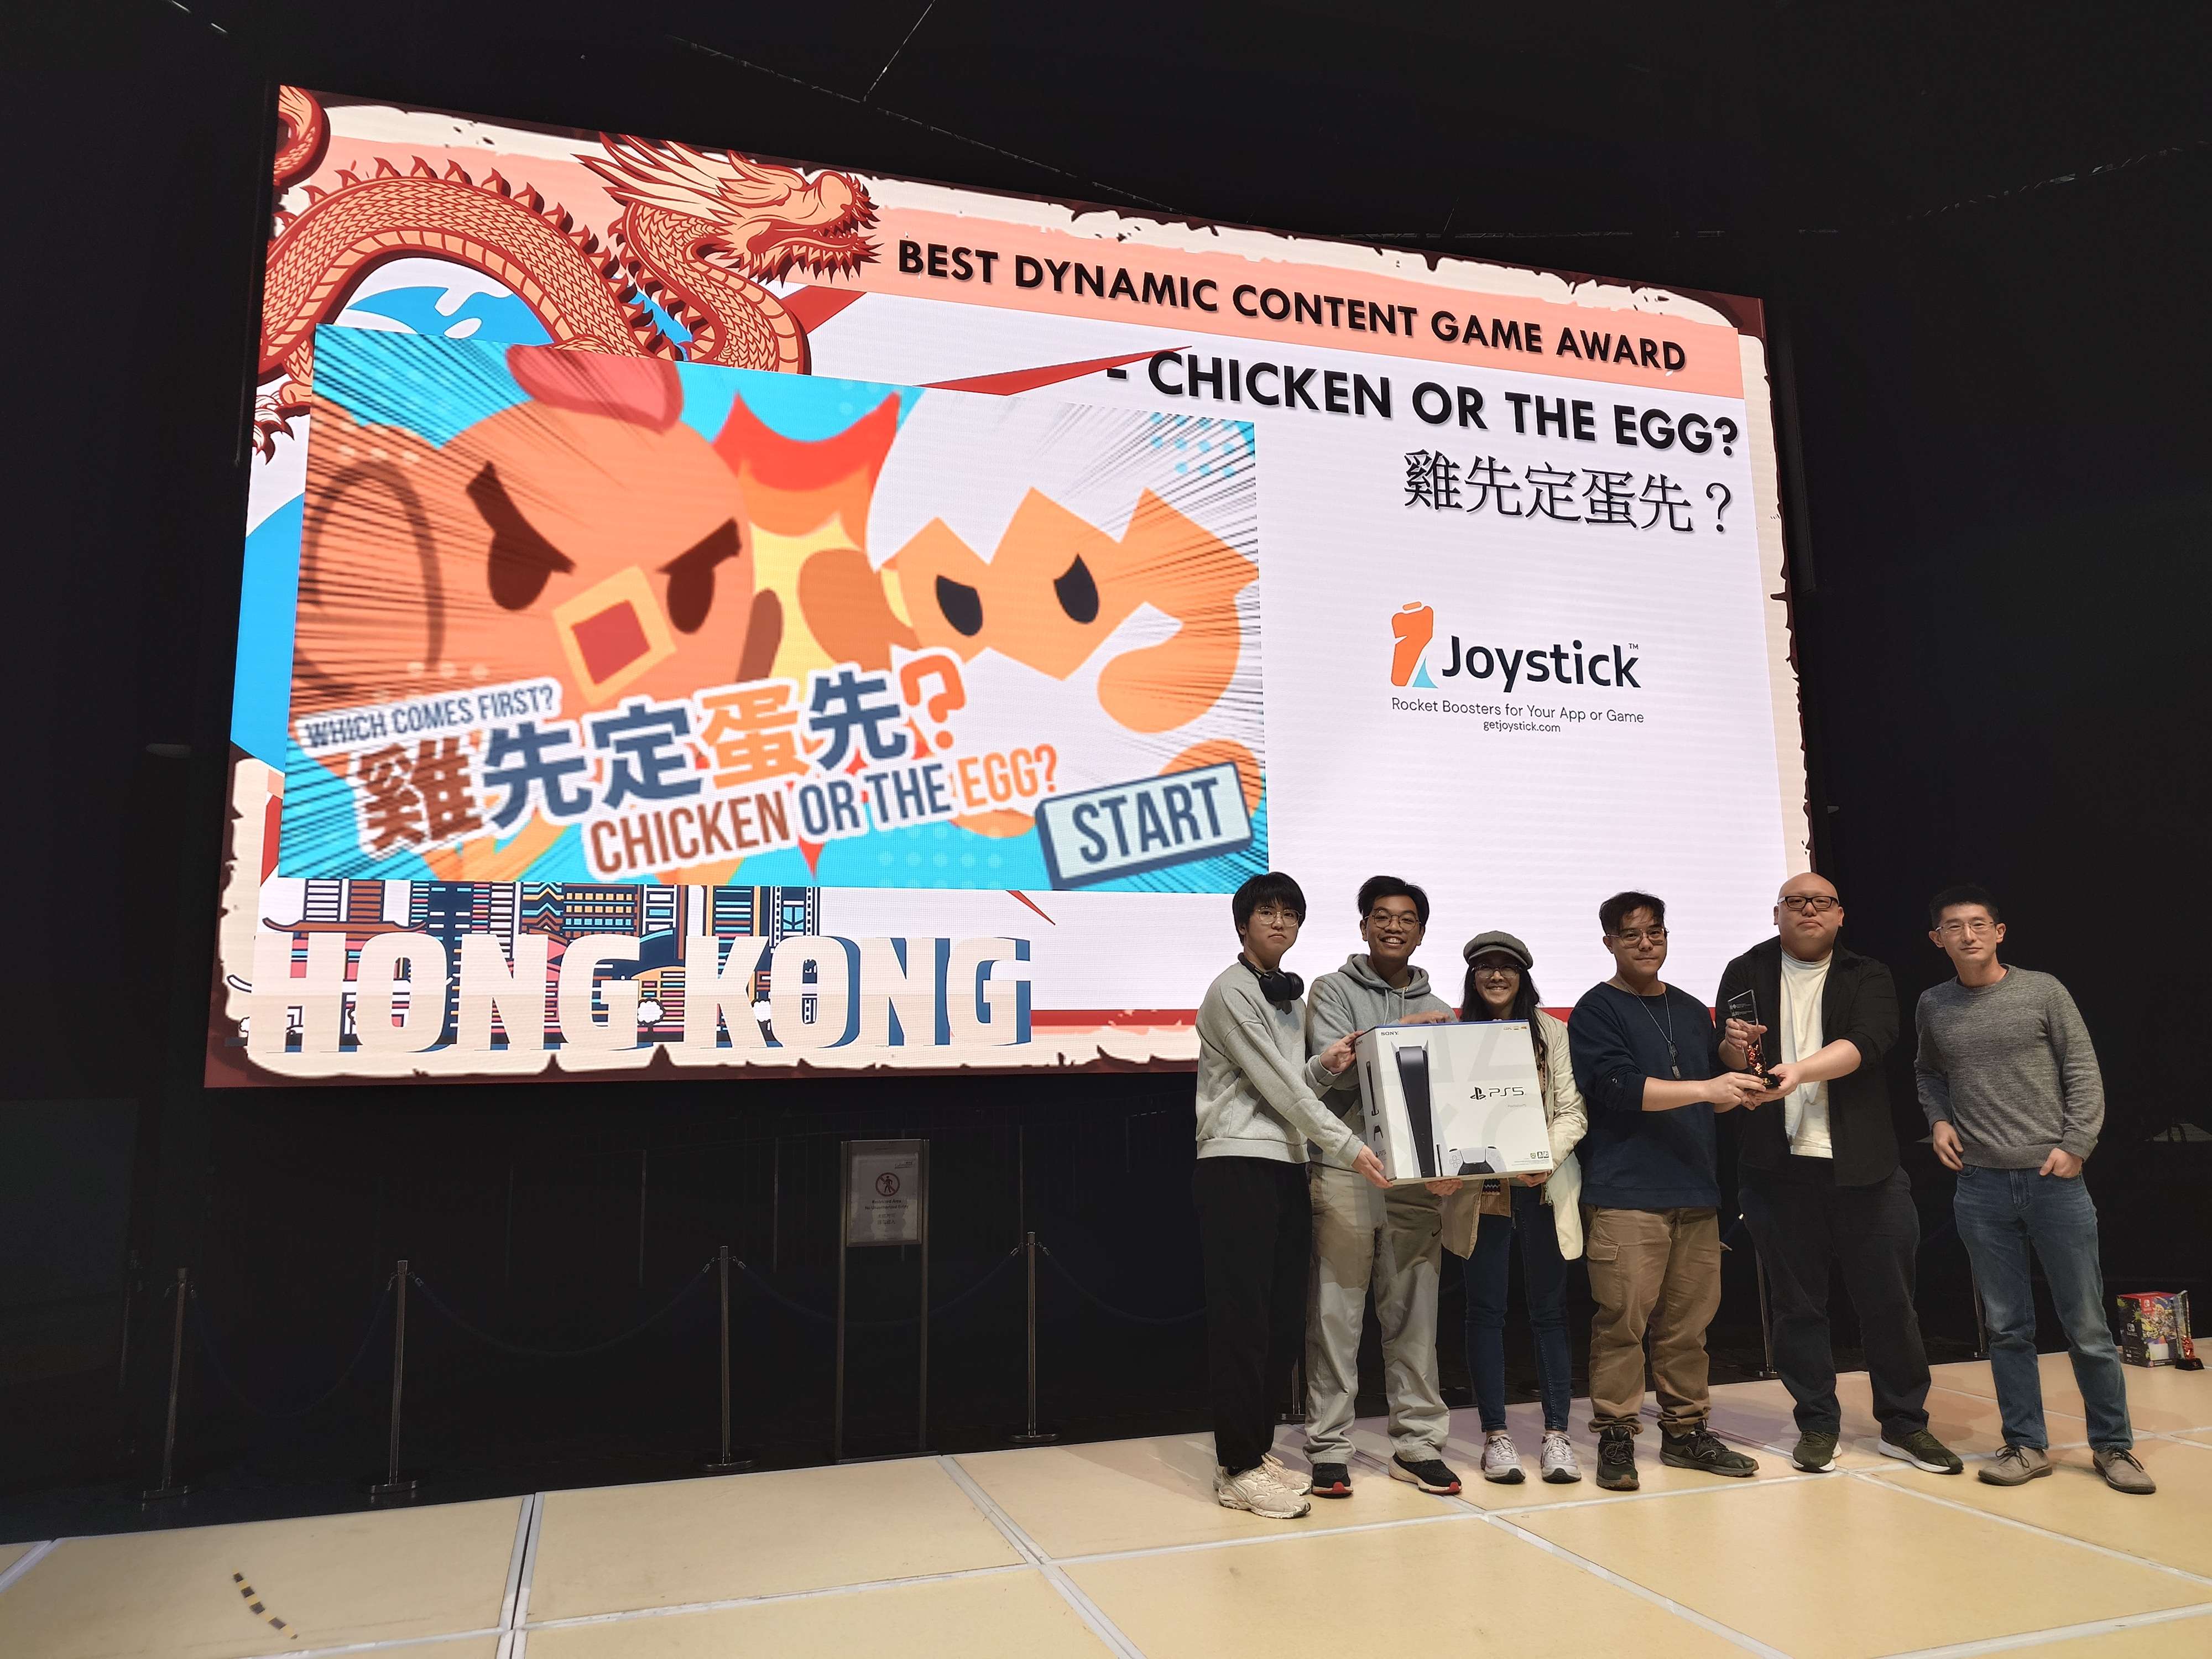 BEST DYNAMIC CONTENT GAME AWARD
- CHICKEN OR THE EGG?
雞先定蛋先？
WHICH COMES FIRST?
雞先定蛋先?
CHICKEN OR THE EGG?
START
Joystick™
Rocket Boosters for Your App or Game
getjoystick.com
HONG KONG
SONY
PS5